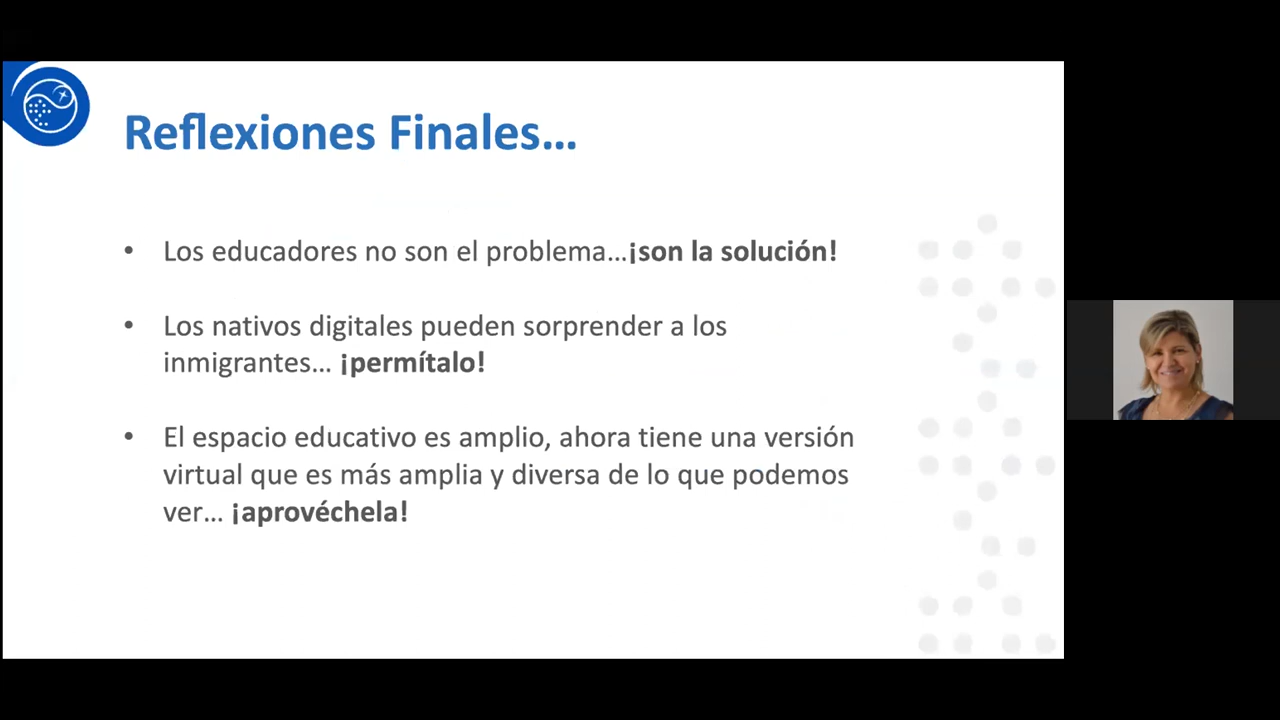 Reflexiones Finales...
• Los educadores no son el problema...¡son la solución!
• Los nativos digitales pueden sorprender a los
inmigrantes... ¡permítalo!
• El espacio educativo es amplio, ahora tiene una versión
virtual que es más amplia y diversa de lo que podemos
ver... ¡aprovéchela!